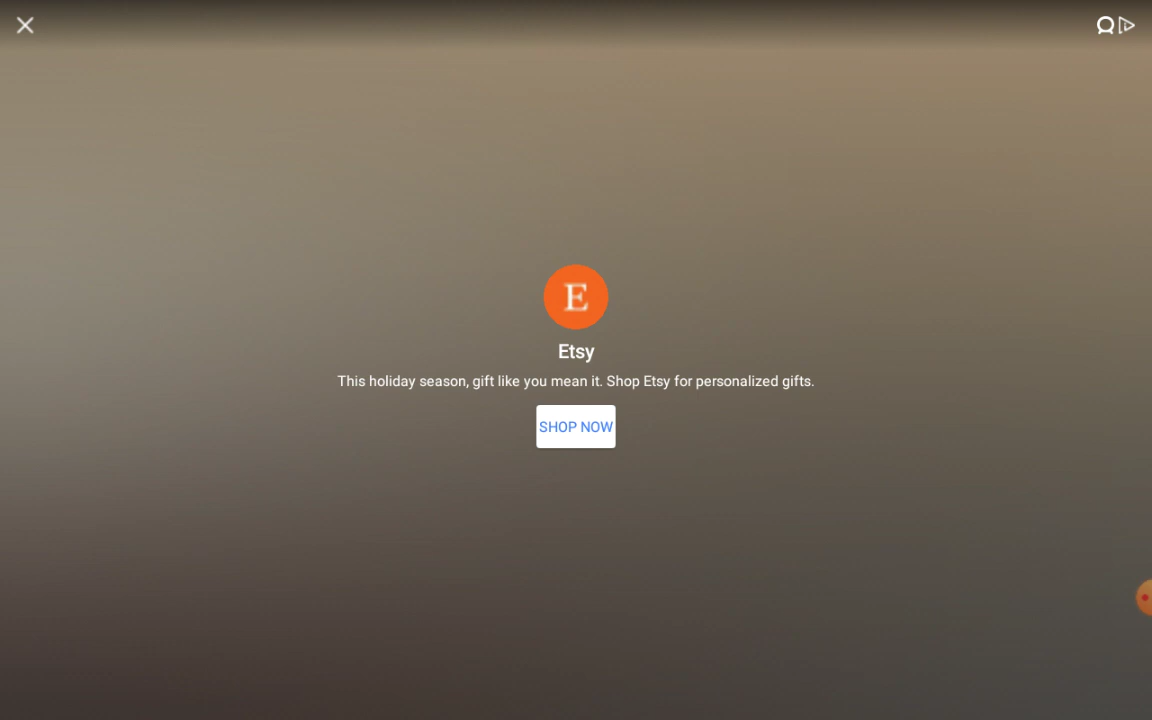 E
Etsy
This holiday season, gift like you mean it. Shop Etsy for personalized gifts.
SHOP NOW